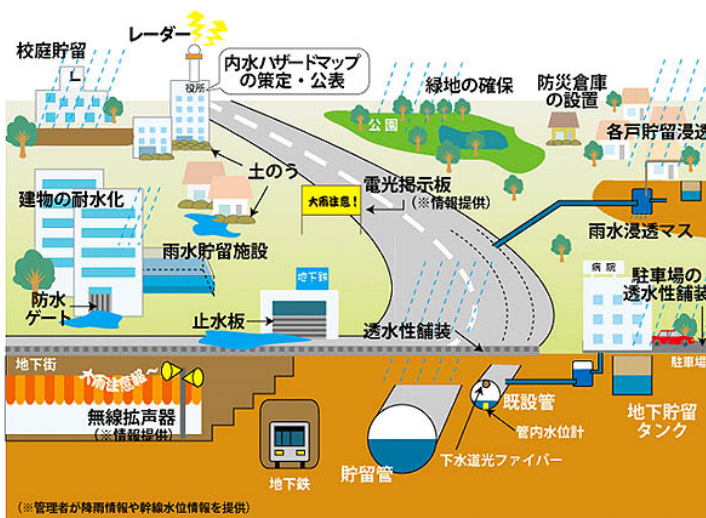 レーダー
校庭貯留
内水ハザードマップ
の策定・公表
役所
緑地の確保
公園
防災倉庫
の設置
各戸貯留浸透
土のう
建物の耐水化
電光掲示板
(※情報提供)
大雨注意!
雨水貯留施設
雨水浸透マス
地下鉄
病院
駐車場の
透水性舗装
防水
ゲート
止水板
透水性舗装
駐車場
地下街
大雨注意報~
無線拡声器
(※情報提供)
地下鉄
貯留管
既設管
管内水位計
下水道光ファイバー
地下貯留
タンク
(※管理者が降雨情報や幹線水位情報を提供)